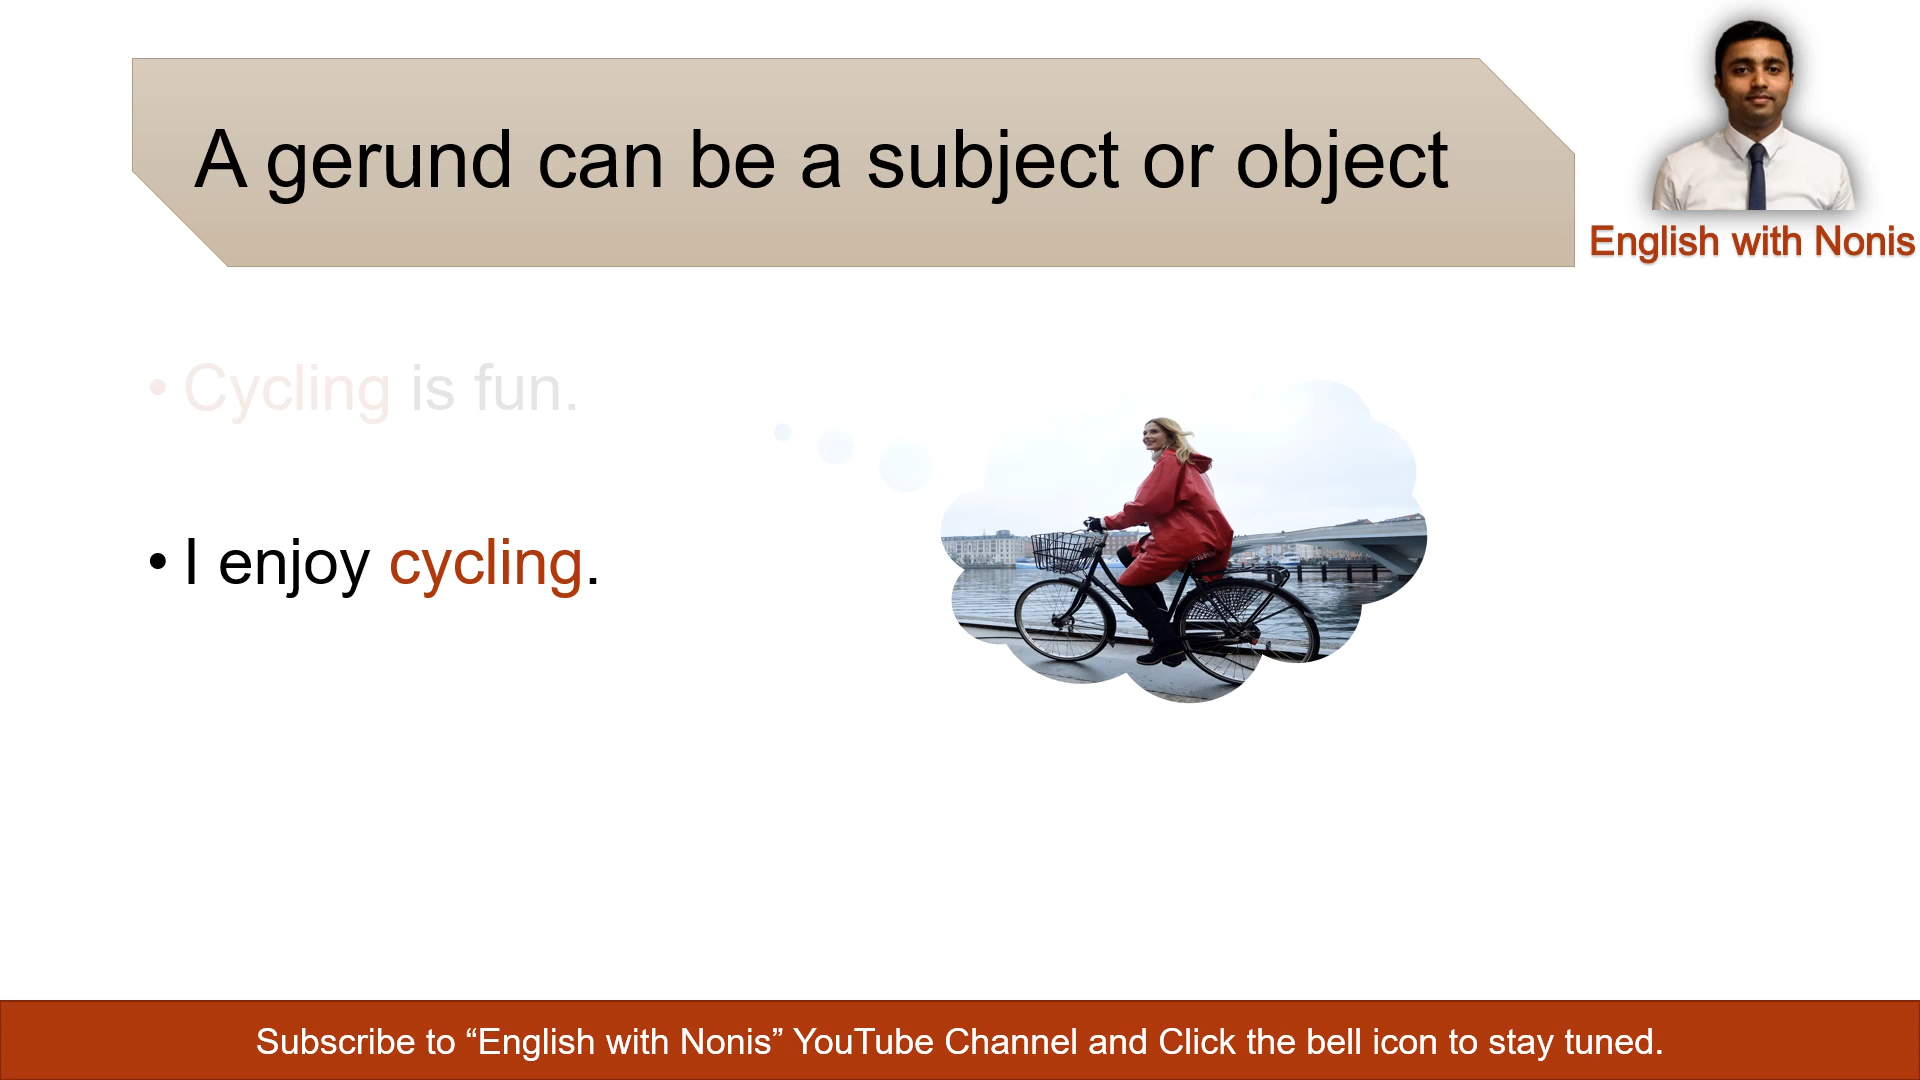 A gerund can be a subject or object
English with Nonis
• Cycling is fun.
• I enjoy cycling.
Subscribe to “English with Nonis” YouTube Channel and Click the bell icon to stay tuned.